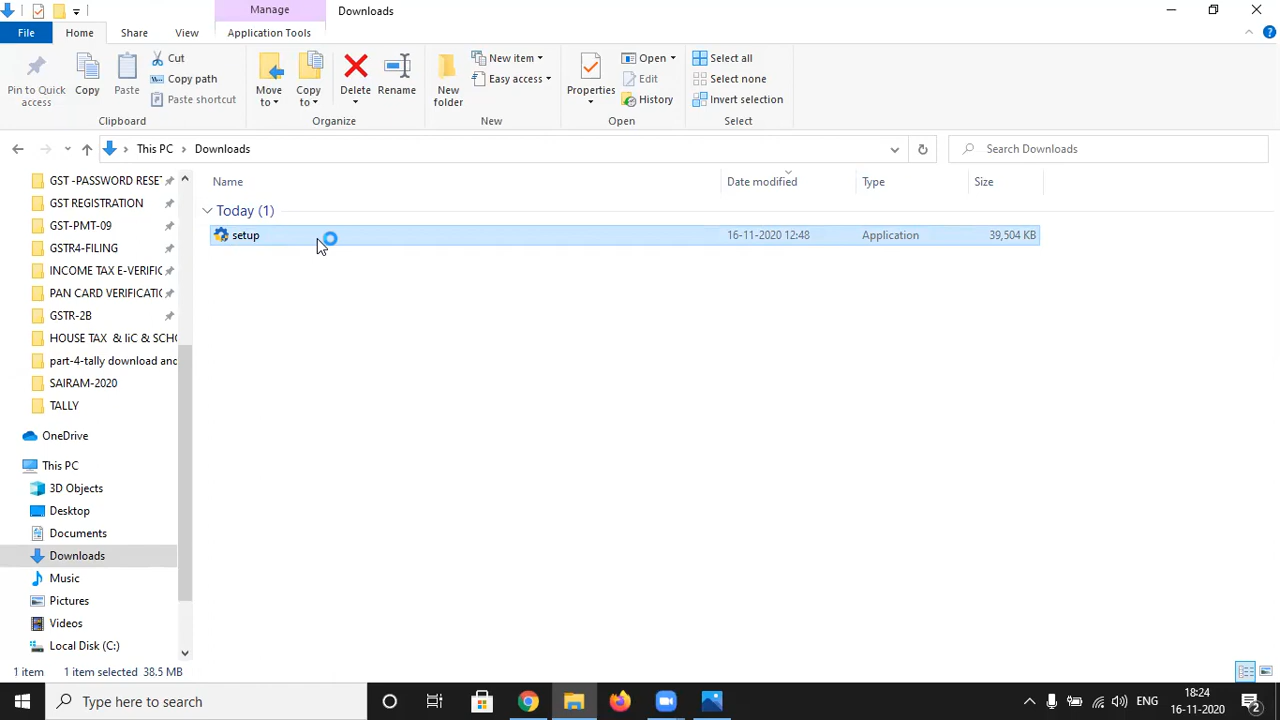 Manage
Downloads
File
Home
Share
View
Application Tools
Pin to Quick access
Copy
Paste
Cut
Copy path
Paste shortcut
Clipboard
Move to
Copy to
Delete
Rename
Organize
New folder
New item
Easy access
New
Properties
Open
Edit
History
Open
Select all
Select none
Invert selection
Select
This PC
Downloads
Search Downloads
Name
Date modified
Type
Size
Today (1)
setup
16-11-2020 12:48
Application
39,504 KB
GST -PASSWORD RESET
GST REGISTRATION
GST-PMT-09
GSTR4-FILING
INCOME TAX E-VERIFIC
PAN CARD VERIFICATIO
GSTR-2B
HOUSE TAX & IiC & SCHO
part-4-tally download and
SAIRAM-2020
TALLY
OneDrive
This PC
3D Objects
Desktop
Documents
Downloads
Music
Pictures
Videos
Local Disk (C:)
1 item
1 item selected
38.5 MB
Type here to search
ENG
18:24
16-11-2020
2